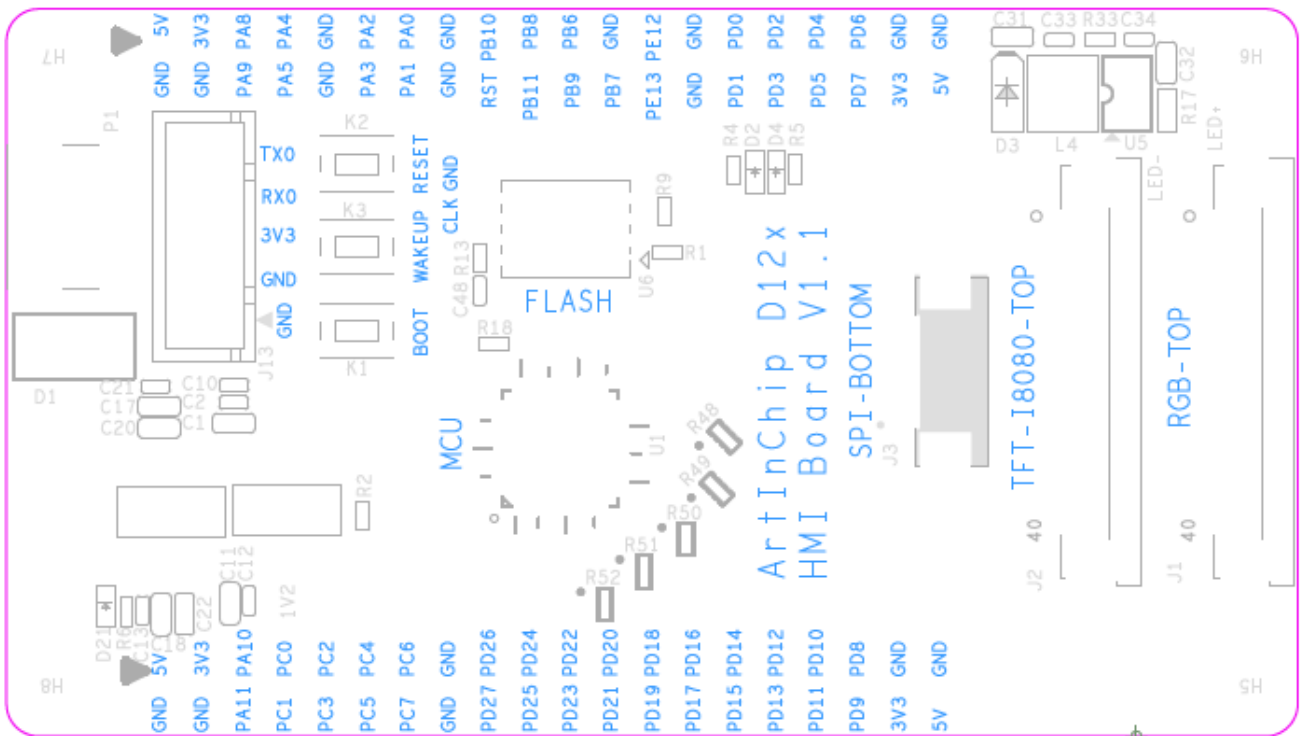 5V 3V3 PA8 PA4 GND PA2 PA0 GND PB10 PB8 PB6 GND PE12 GND PD0 PD2 PD4 PD6 GND GND
GND GND PA9 PA5 GND PA3 PA1 GND RST PB11 PB9 PB7 PE13 GND PD1 PD3 PD5 PD7 3V3 5V
C31 C33 R33 C34
C32
R17
D3 L4 U5
LED+
LED-
H7
H6
P1
TX0
RX0
3V3
GND
GND
J13
K2
K3
K1
RESET
WAKEUP
BOOT
CLK GND
R13
C48
R18
FLASH
U6
R9
R1
R4 D2 D4 R5
D1
C21 C10
C17 C2
C20 C1
MCU
U1
R48
R49
R50
R51
R52
ArtInChip D12x
HMI Board V1.1
SPI-BOTTOM
J3
TFT-I8080-TOP
40
J2
RGB-TOP
40
J1
R2
C11 C12
1V2
D21 R6 C13 C18 C22
H8
H5
5V 3V3 PA10 PC0 PC2 PC4 PC6 GND PD26 PD24 PD22 PD20 PD18 PD16 PD14 PD12 PD10 PD8 GND GND
GND GND PA11 PC1 PC3 PC5 PC7 GND PD27 PD25 PD23 PD21 PD19 PD17 PD15 PD13 PD11 PD9 3V3 5V